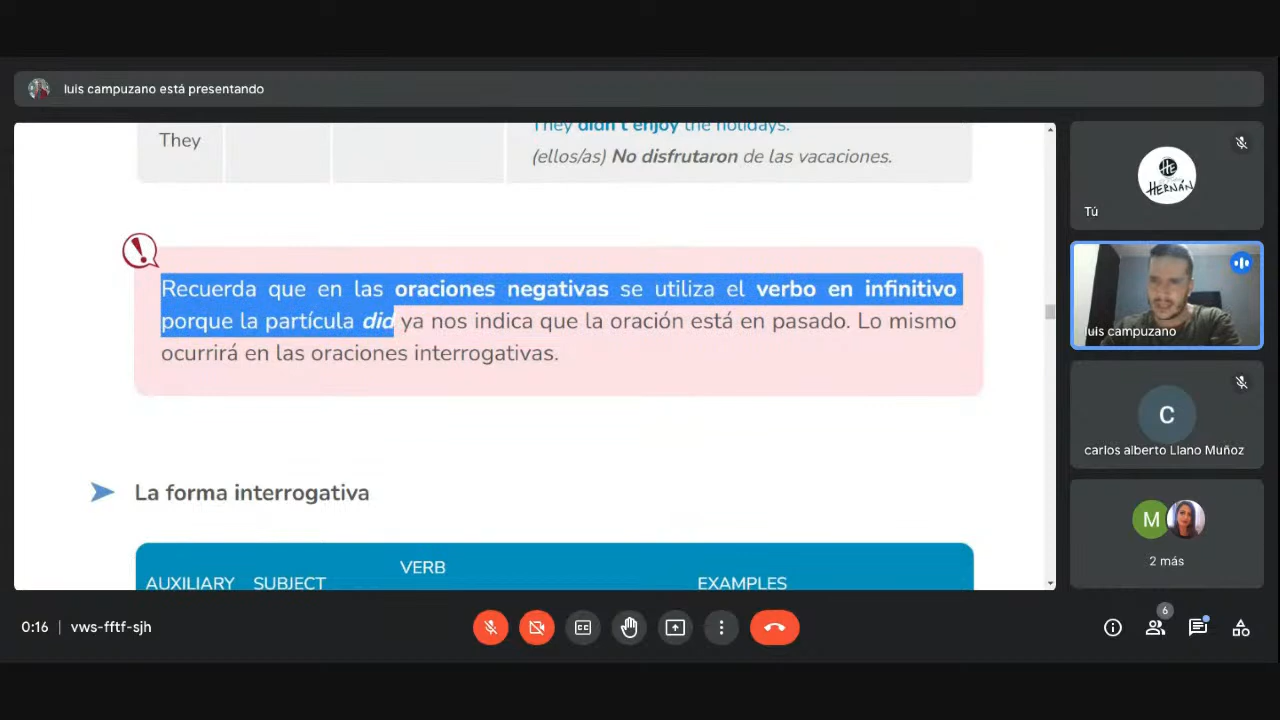 luis campuzano está presentando
They didn't enjoy the holidays.
They
(ellos/as) No disfrutaron de las vacaciones.
Recuerda que en las oraciones negativas se utiliza el verbo en infinitivo
porque la partícula did ya nos indica que la oración está en pasado. Lo mismo
ocurrirá en las oraciones interrogativas.
La forma interrogativa
VERB
AUXILIARY SUBJECT EXAMPLES
HE
HERNÁN
Tú
luis campuzano
C
carlos alberto Llano Muñoz
M
2 más
0:16 | vws-fftf-sjh
CC
6